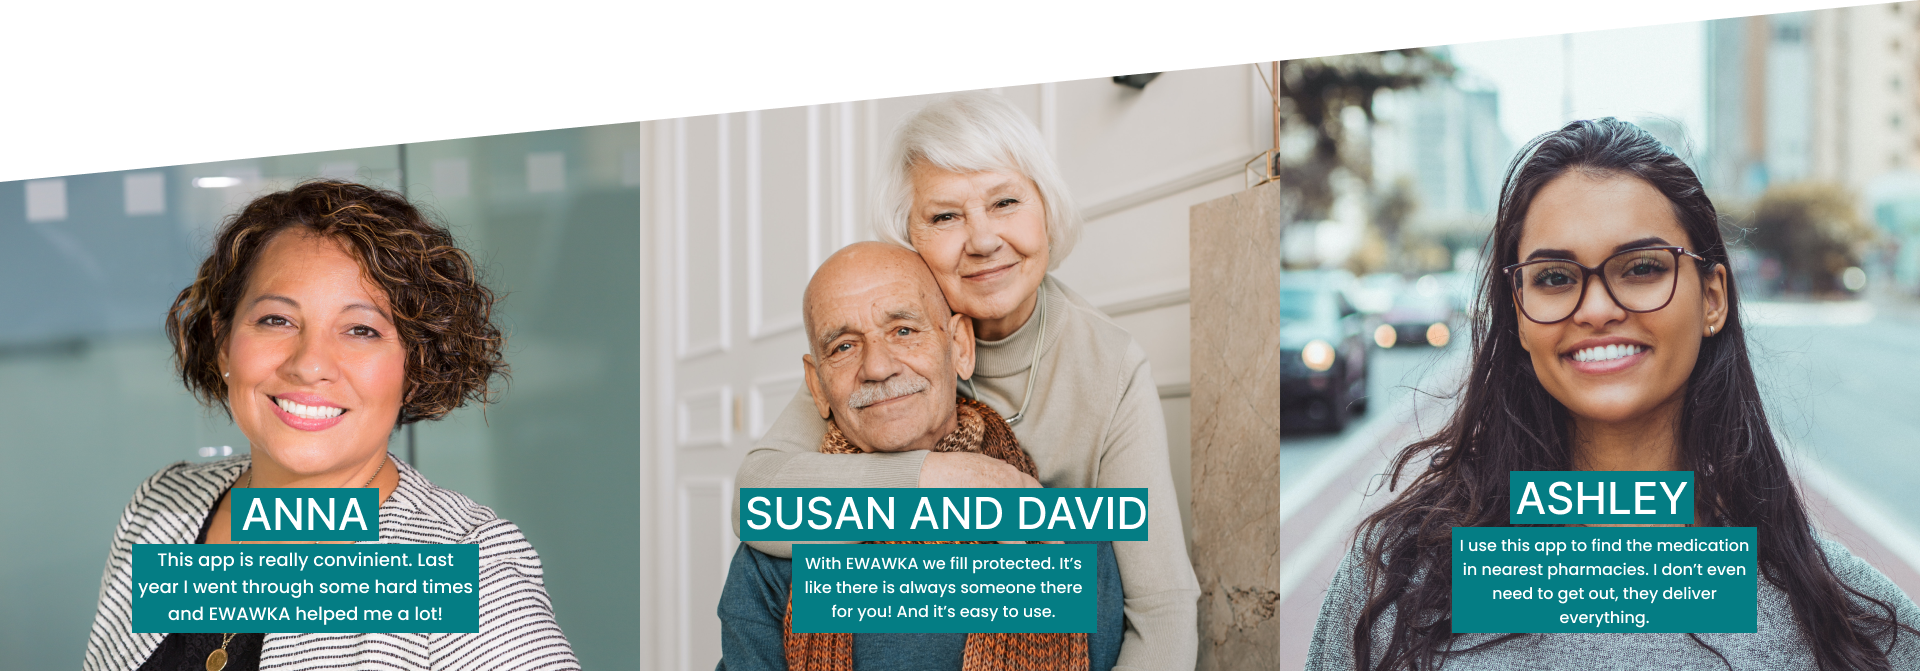 ANNA
This app is really convinient. Last
year I went through some hard times
and EWAWKA helped me a lot!
SUSAN AND DAVID
With EWAWKA we fill protected. It’s
like there is always someone there
for you! And it’s easy to use.
ASHLEY
I use this app to find the medication
in nearest pharmacies. I don’t even
need to get out, they deliver
everything.